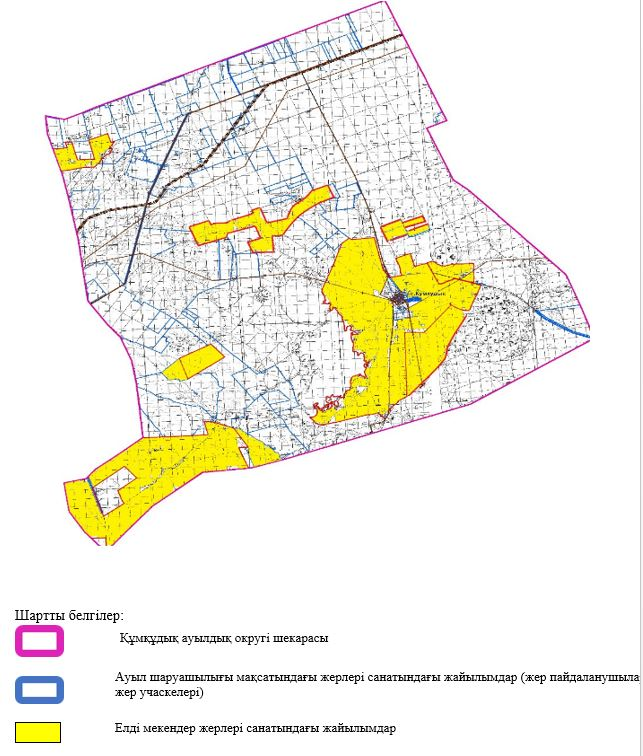 с.Кумкудык
Шартты белгілер:
Құмқұдық ауылдық округі шекарасы
Ауыл шаруашылығы мақсатындағы жерлері санатындағы жайылымдар (жер пайдаланушыла
жер учаскелері)
Елді мекендер жерлері санатындағы жайылымдар